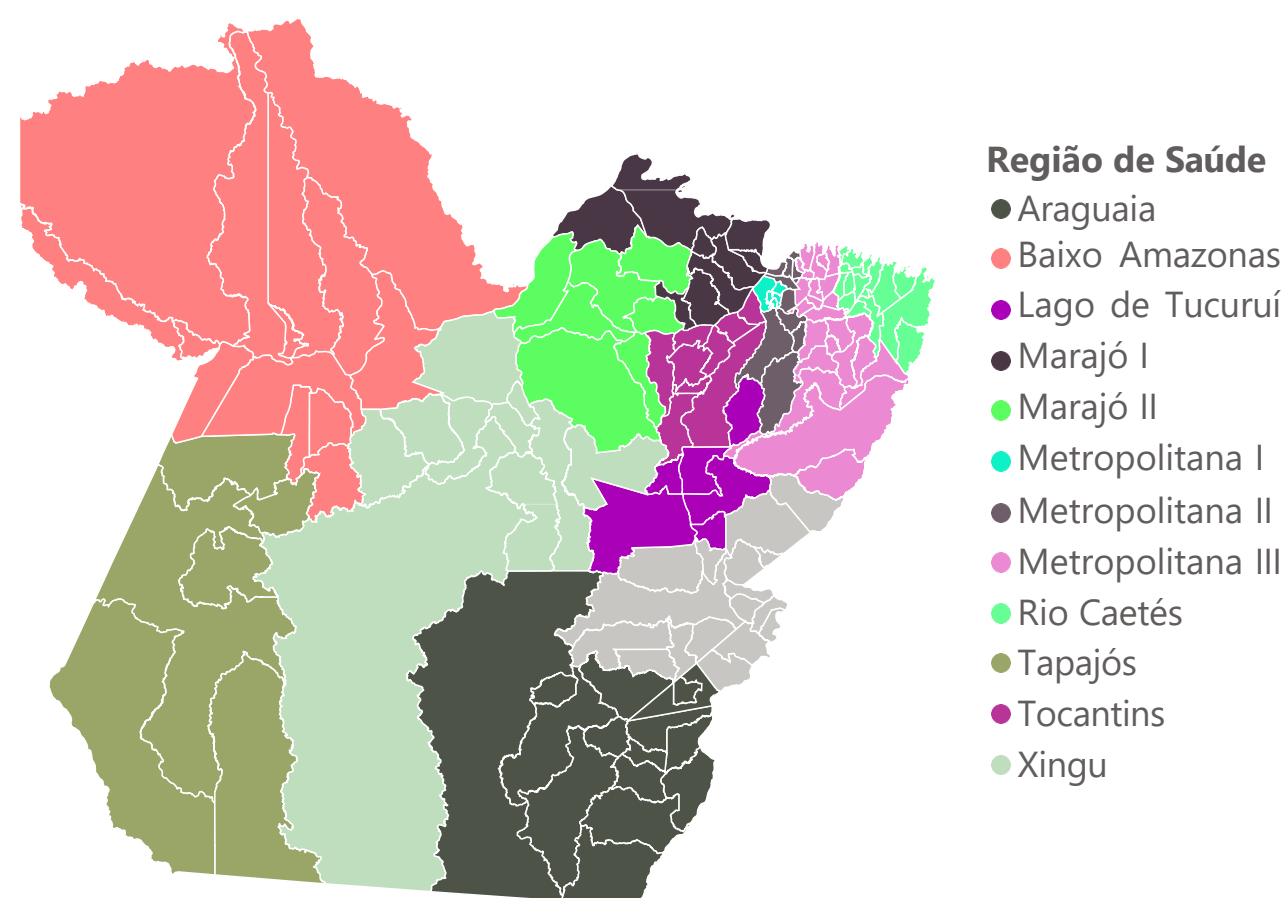 Região de Saúde
Araguaia
Baixo Amazonas
Lago de Tucuruí
Marajó I
Marajó II
Metropolitana I
Metropolitana II
Metropolitana III
Rio Caetés
Tapajós
Tocantins
Xingu